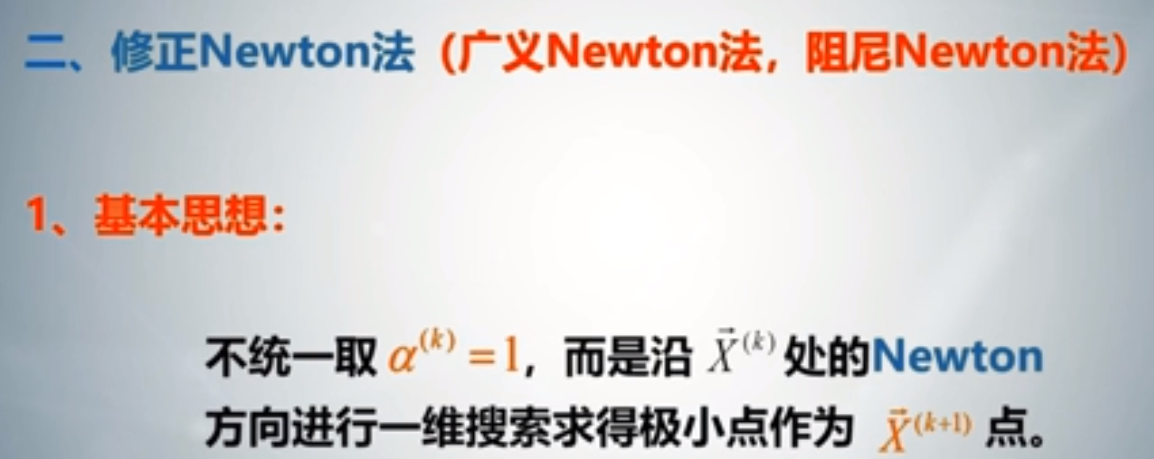 二、修正Newton法（广义Newton法，阻尼Newton法）
1、基本思想：
不统一取 α⁽ᵏ⁾ =1，而是沿 X⃗⁽ᵏ⁾ 处的Newton
方向进行一维搜索求得极小点作为 X⃗⁽ᵏ⁺¹⁾ 点。